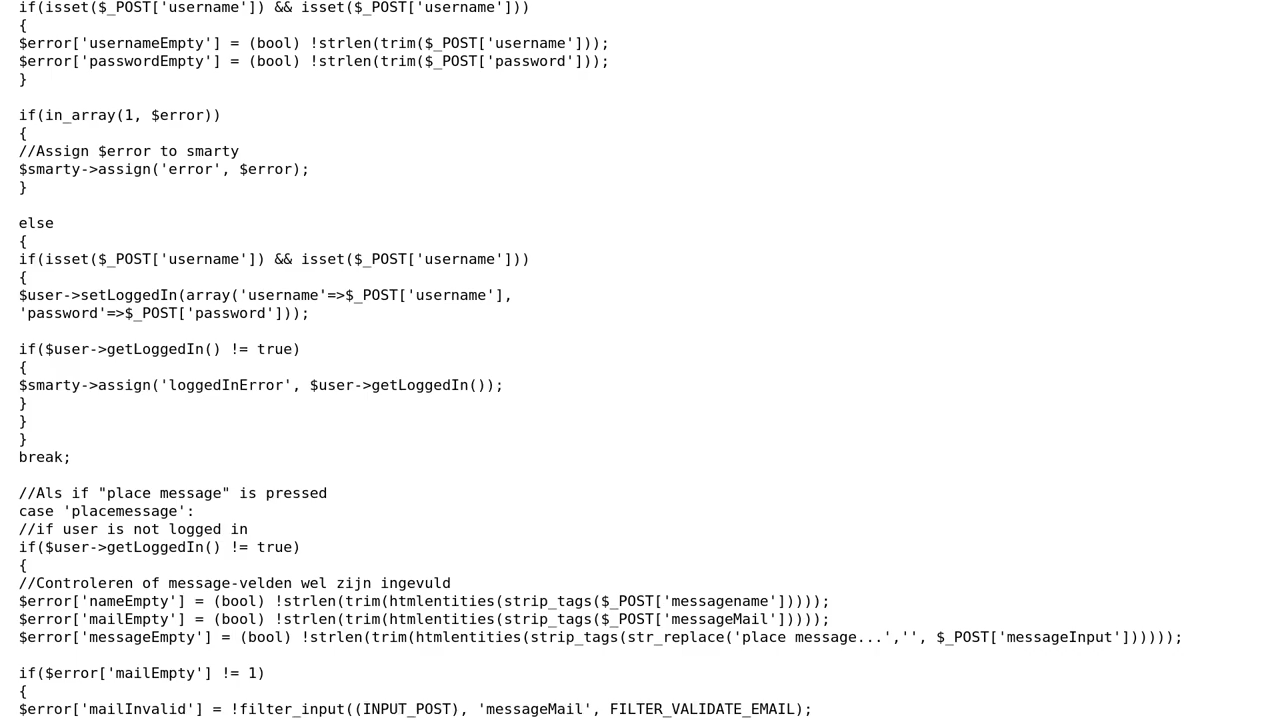 if(isset($_POST['username']) && isset($_POST['username']))
{
$error['usernameEmpty'] = (bool) !strlen(trim($_POST['username']));
$error['passwordEmpty'] = (bool) !strlen(trim($_POST['password']));
}

if(in_array(1, $error))
{
//Assign $error to smarty
$smarty->assign('error', $error);
}

else
{
if(isset($_POST['username']) && isset($_POST['username']))
{
$user->setLoggedIn(array('username'=>$_POST['username'],
'password'=>$_POST['password']));

if($user->getLoggedIn() != true)
{
$smarty->assign('loggedInError', $user->getLoggedIn());
}
}
}
break;

//Als if "place message" is pressed
case 'placemessage':
//if user is not logged in
if($user->getLoggedIn() != true)
{
//Controleren of message-velden wel zijn ingevuld
$error['nameEmpty'] = (bool) !strlen(trim(htmlentities(strip_tags($_POST['messagename']))));
$error['mailEmpty'] = (bool) !strlen(trim(htmlentities(strip_tags($_POST['messageMail']))));
$error['messageEmpty'] = (bool) !strlen(trim(htmlentities(strip_tags(str_replace('place message...','', $_POST['messageInput'])))));

if($error['mailEmpty'] != 1)
{
$error['mailInvalid'] = !filter_input((INPUT_POST), 'messageMail', FILTER_VALIDATE_EMAIL);